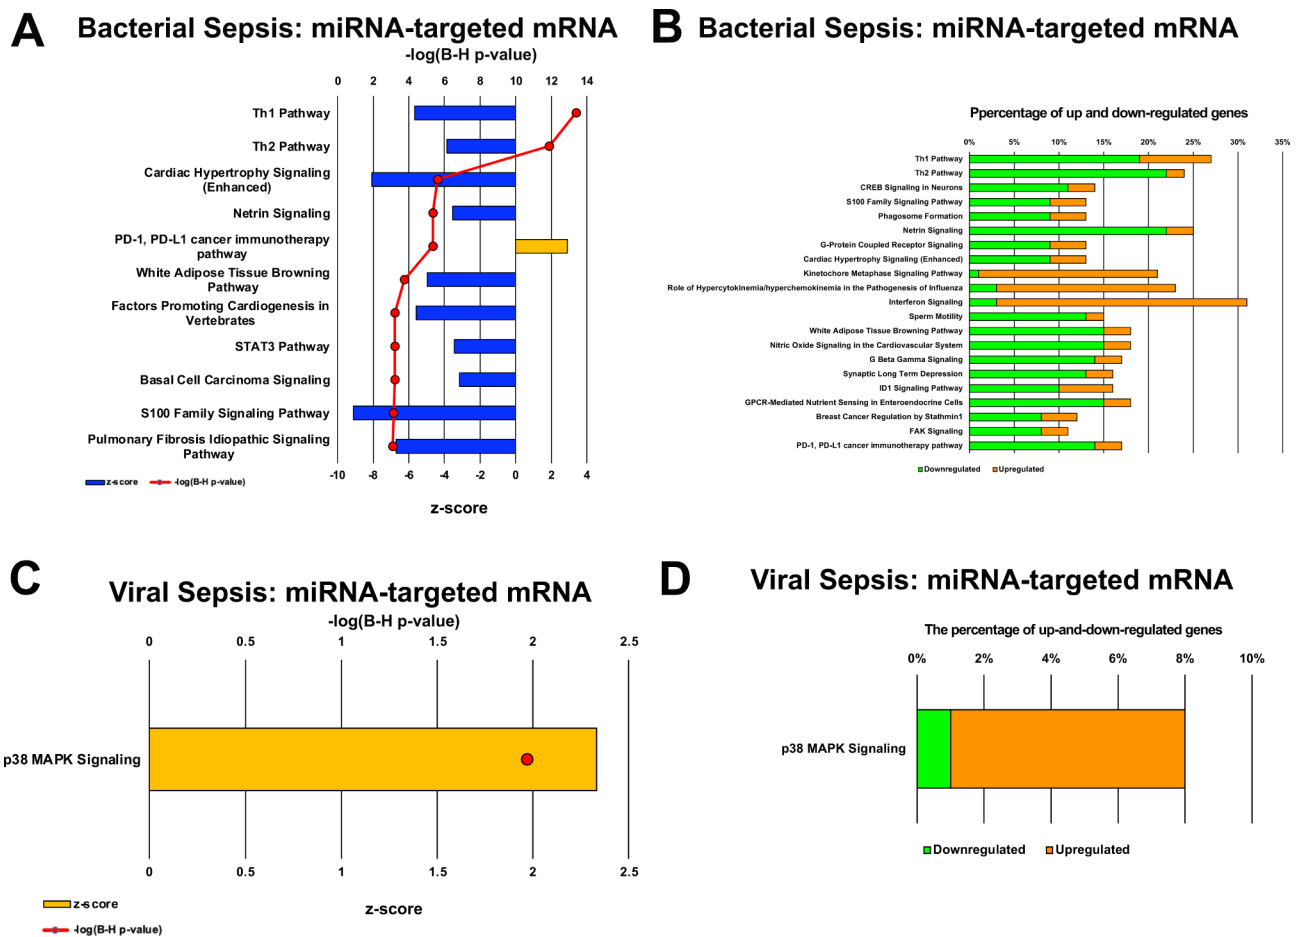 A
Bacterial Sepsis: miRNA-targeted mRNA
-log(B-H p-value)
0 2 4 6 8 10 12 14
Th1 Pathway
Th2 Pathway
Cardiac Hypertrophy Signaling
(Enhanced)
Netrin Signaling
PD-1, PD-L1 cancer immunotherapy
pathway
White Adipose Tissue Browning
Pathway
Factors Promoting Cardiogenesis in
Vertebrates
STAT3 Pathway
Basal Cell Carcinoma Signaling
S100 Family Signaling Pathway
Pulmonary Fibrosis Idiopathic Signaling
Pathway
-10 -8 -6 -4 -2 0 2 4
z-score -log(B-H p-value)
z-score
B
Bacterial Sepsis: miRNA-targeted mRNA
Ppercentage of up and down-regulated genes
0% 5% 10% 15% 20% 25% 30% 35%
Th1 Pathway
Th2 Pathway
CREB Signaling in Neurons
S100 Family Signaling Pathway
Phagosome Formation
Netrin Signaling
G-Protein Coupled Receptor Signaling
Cardiac Hypertrophy Signaling (Enhanced)
Kinetochore Metaphase Signaling Pathway
Role of Hypercytokinemia/hyperchemokinemia in the Pathogenesis of Influenza
Interferon Signaling
Sperm Motility
White Adipose Tissue Browning Pathway
Nitric Oxide Signaling in the Cardiovascular System
G Beta Gamma Signaling
Synaptic Long Term Depression
ID1 Signaling Pathway
GPCR-Mediated Nutrient Sensing in Enteroendocrine Cells
Breast Cancer Regulation by Stathmin1
FAK Signaling
PD-1, PD-L1 cancer immunotherapy pathway
Downregulated Upregulated
C
Viral Sepsis: miRNA-targeted mRNA
-log(B-H p-value)
0 0.5 1 1.5 2 2.5
p38 MAPK Signaling
0 0.5 1 1.5 2 2.5
z-score
z-score
-log(B-H p-value)
D
Viral Sepsis: miRNA-targeted mRNA
The percentage of up-and-down-regulated genes
0% 2% 4% 6% 8% 10%
p38 MAPK Signaling
Downregulated Upregulated